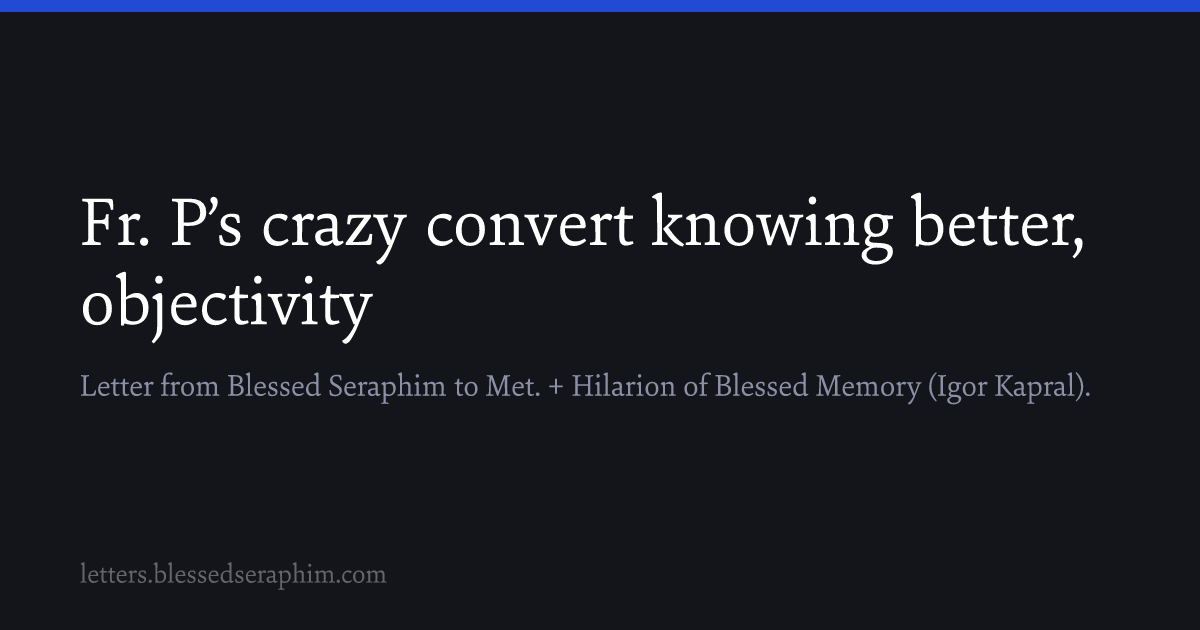 Fr. P’s crazy convert knowing better,
objectivity
Letter from Blessed Seraphim to Met. + Hilarion of Blessed Memory (Igor Kapral).
letters.blessedseraphim.com